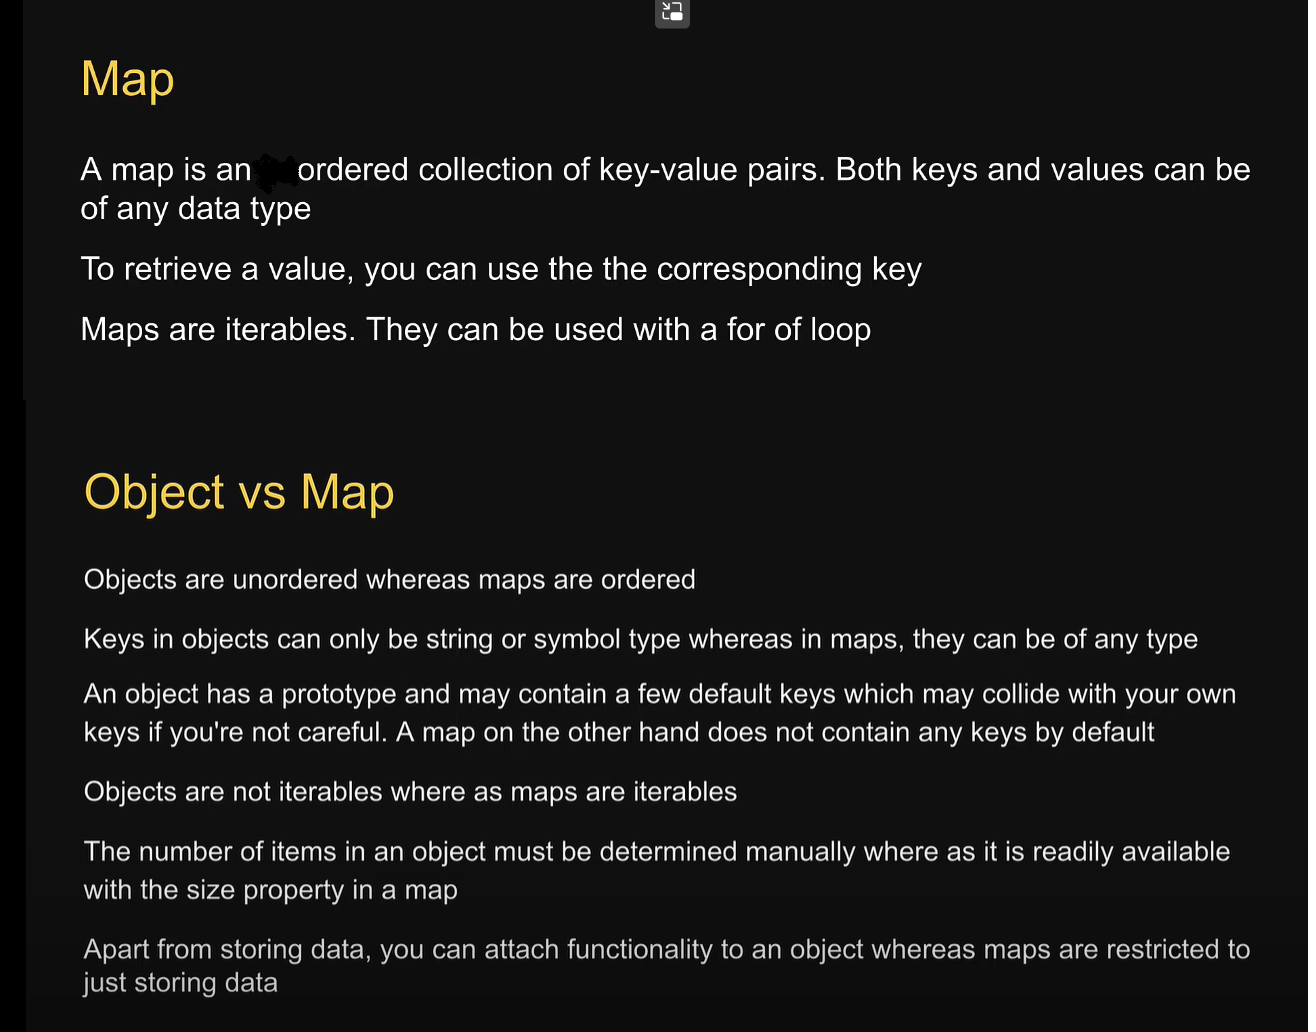 Map
A map is an ordered collection of key-value pairs. Both keys and values can be
of any data type
To retrieve a value, you can use the the corresponding key
Maps are iterables. They can be used with a for of loop
Object vs Map
Objects are unordered whereas maps are ordered
Keys in objects can only be string or symbol type whereas in maps, they can be of any type
An object has a prototype and may contain a few default keys which may collide with your own
keys if you're not careful. A map on the other hand does not contain any keys by default
Objects are not iterables where as maps are iterables
The number of items in an object must be determined manually where as it is readily available
with the size property in a map
Apart from storing data, you can attach functionality to an object whereas maps are restricted to
just storing data